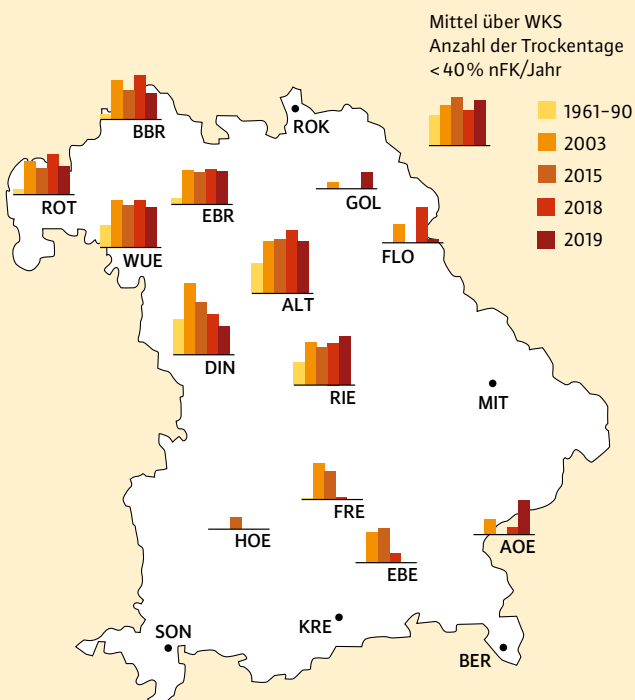 Mittel über WKS
Anzahl der Trockentage
<40% nFK/Jahr
1961–90
2003
2015
2018
2019
BBR
ROK
ROT
EBR
GOL
WUE
FLO
ALT
DIN
RIE
MIT
FRE
HOE
AOE
EBE
KRE
SON
BER